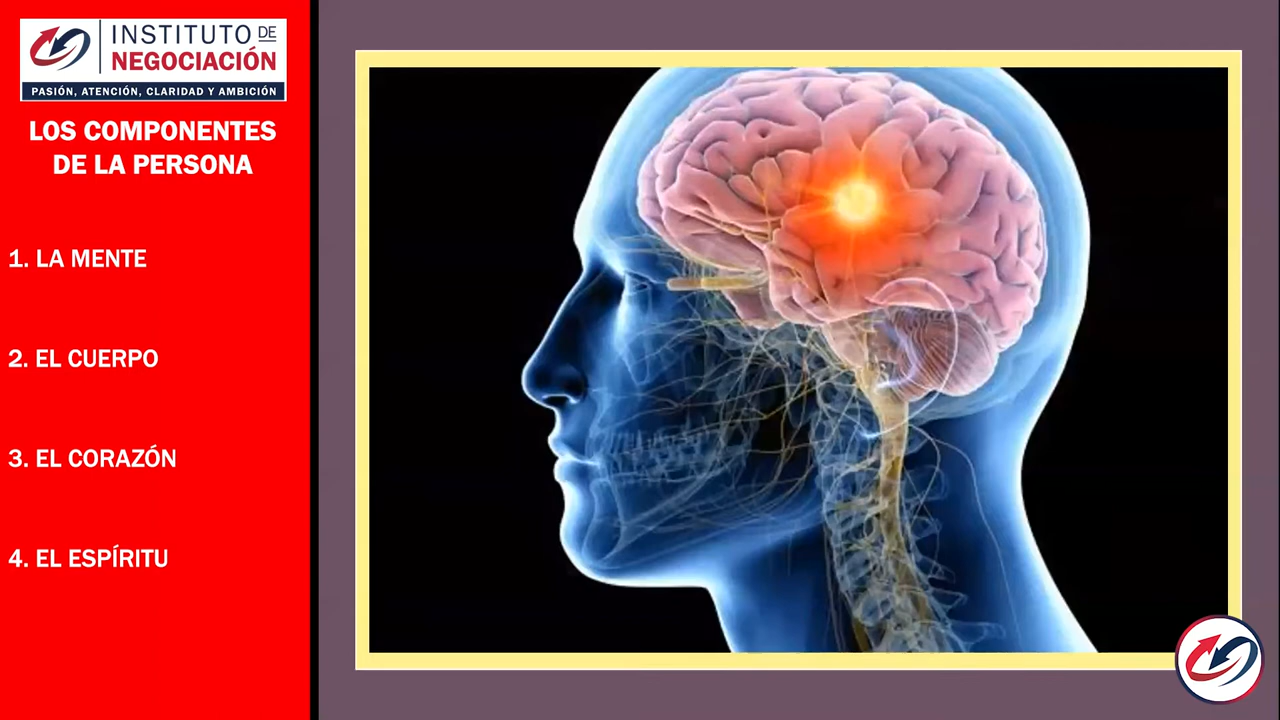 INSTITUTO DE
NEGOCIACIÓN
PASIÓN, ATENCIÓN, CLARIDAD Y AMBICIÓN
LOS COMPONENTES
DE LA PERSONA
1. LA MENTE
2. EL CUERPO
3. EL CORAZÓN
4. EL ESPÍRITU